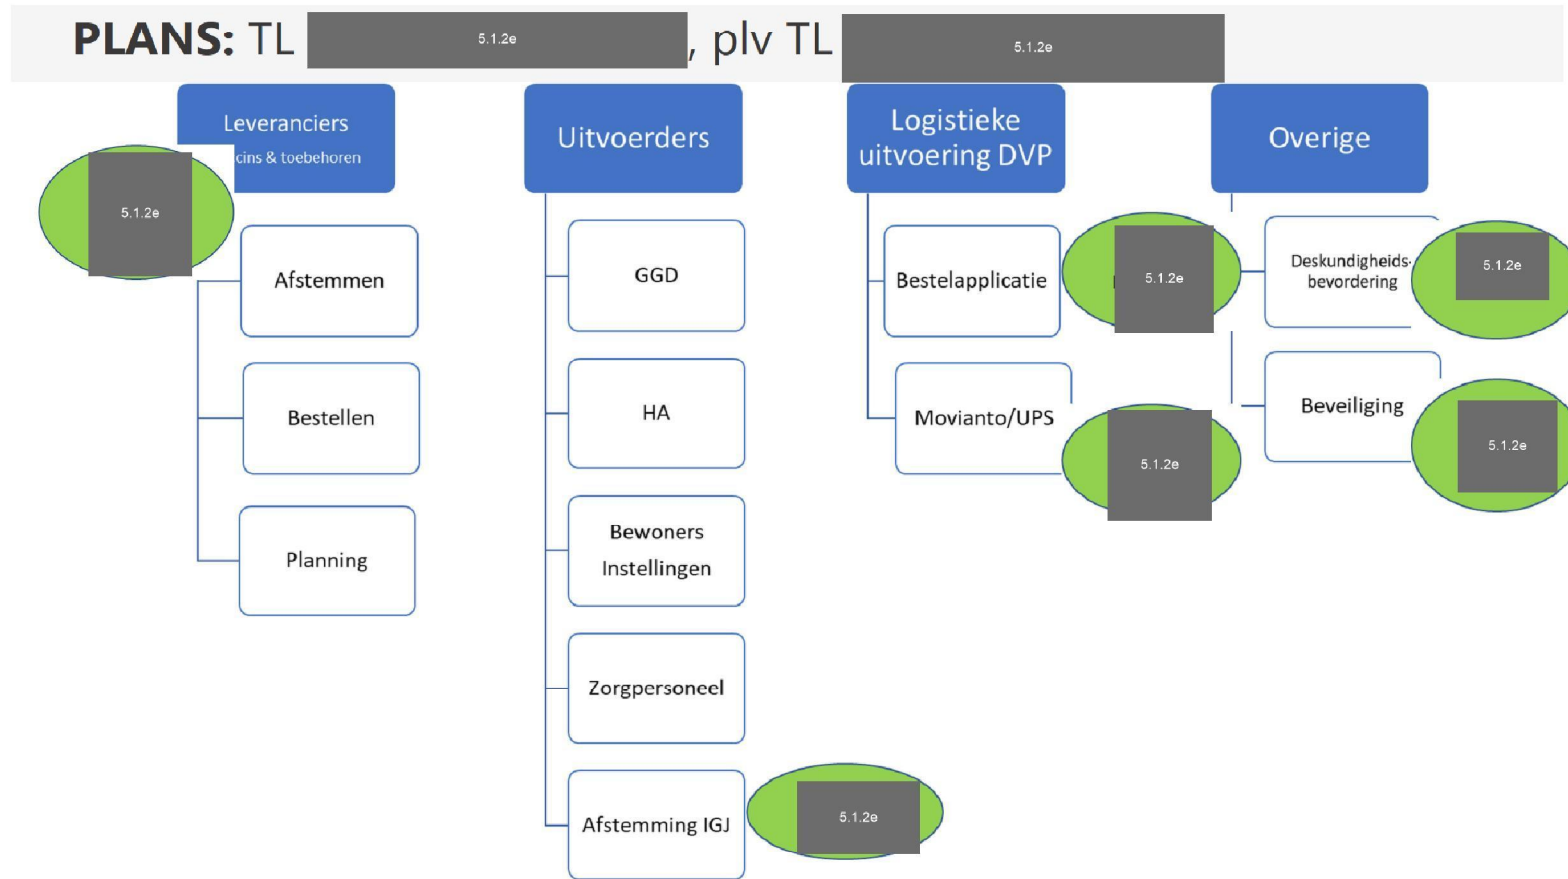 PLANS: TL 5.1.2e, plv TL 5.1.2e
Leveranciers
cins & toebehoren
5.1.2e
Afstemmen
Bestellen
Planning
Uitvoerders
GGD
HA
Bewoners
Instellingen
Zorgpersoneel
Afstemming IGJ
5.1.2e
Logistieke
uitvoering DVP
Bestelapplicatie
5.1.2e
Movianto/UPS
5.1.2e
Overige
Deskundigheids-
bevordering
5.1.2e
Beveiliging
5.1.2e